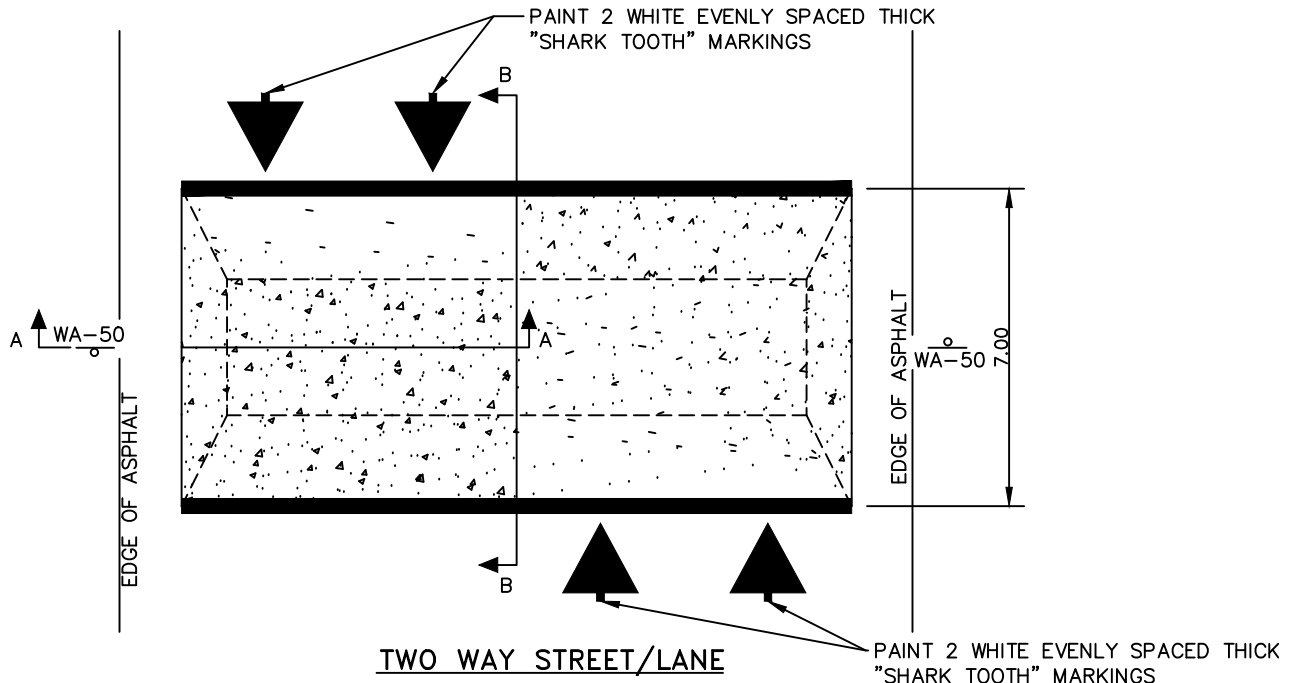 PAINT 2 WHITE EVENLY SPACED THICK
"SHARK TOOTH" MARKINGS
B
A
WA-50
A
EDGE OF ASPHALT
EDGE OF ASPHALT
WA-50
7.00
B
TWO WAY STREET/LANE
PAINT 2 WHITE EVENLY SPACED THICK
"SHARK TOOTH" MARKINGS